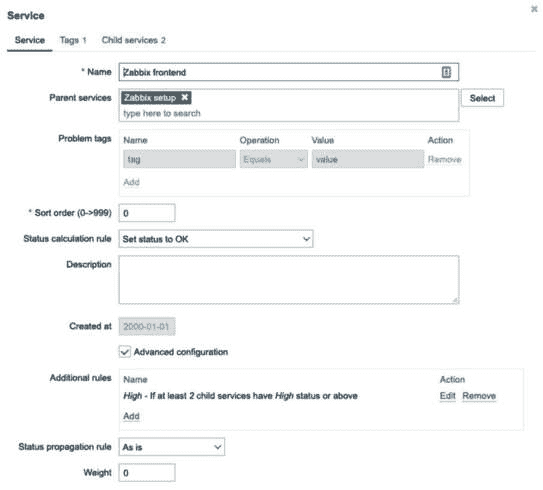 Service
Service Tags 1 Child services 2
* Name Zabbix frontend
Parent services Zabbix setup ✖ Select
type here to search
Problem tags Name Operation Value Action
tag Equals value Remove
Add
* Sort order (0->999) 0
Status calculation rule Set status to OK
Description
Created at 2000-01-01
Advanced configuration
Additional rules Name Action
High - If at least 2 child services have High status or above Edit Remove
Add
Status propagation rule As is
Weight 0